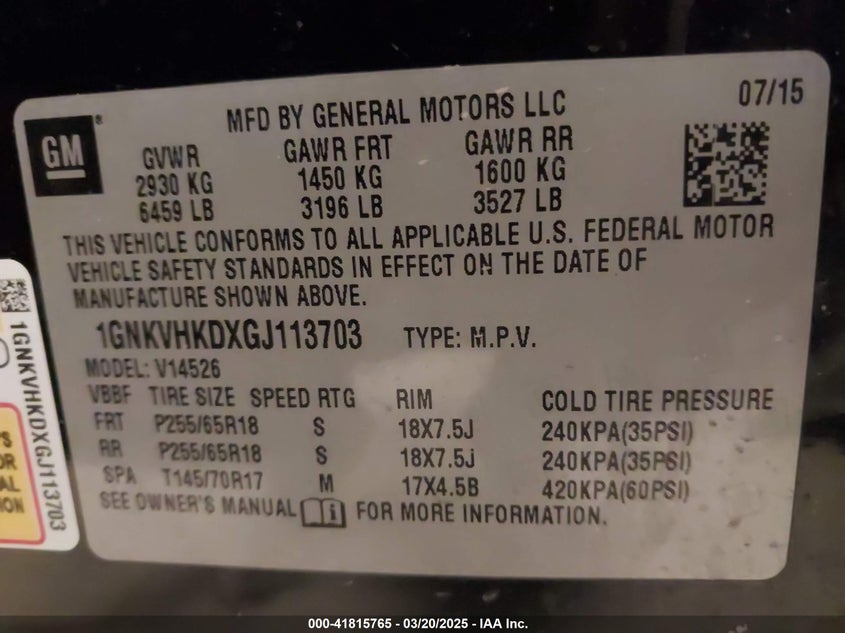 07/15
MFD BY GENERAL MOTORS LLC
GM®
GVWR GAWR FRT GAWR RR
2930 KG 1450 KG 1600 KG
6459 LB 3196 LB 3527 LB
THIS VEHICLE CONFORMS TO ALL APPLICABLE U.S. FEDERAL MOTOR
VEHICLE SAFETY STANDARDS IN EFFECT ON THE DATE OF
MANUFACTURE SHOWN ABOVE.
1GNKVHKDXGJ113703 TYPE: M.P.V.
MODEL: V14526
VBBF TIRE SIZE SPEED RTG RIM COLD TIRE PRESSURE
FRT P255/65R18 S 18X7.5J 240KPA(35PSI)
RR P255/65R18 S 18X7.5J 240KPA(35PSI)
SPA T145/70R17 M 17X4.5B 420KPA(60PSI)
SEE OWNER'S MANUAL FOR MORE INFORMATION.
1GNKVHKDXGJ113703
000-41815765 - 03/20/2025 - IAA Inc.